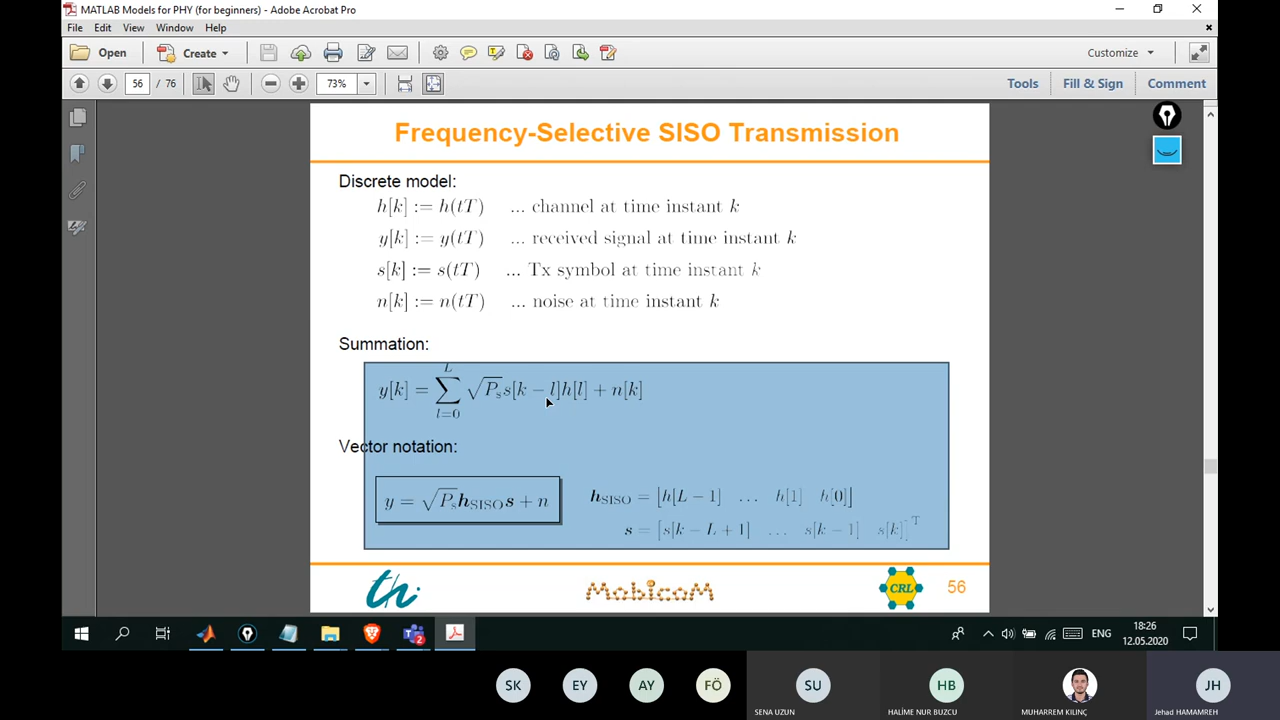 MATLAB Models for PHY (for beginners) - Adobe Acrobat Pro
File Edit View Window Help
Open Create Customize
56 / 76 73% Tools Fill & Sign Comment
Frequency-Selective SISO Transmission
Discrete model:
h[k] := h(tT) ... channel at time instant k
y[k] := y(tT) ... received signal at time instant k
s[k] := s(tT) ... Tx symbol at time instant k
n[k] := n(tT) ... noise at time instant k
Summation:
y[k] = ∑_{l=0}^{L} √P_s s[k − l]h[l] + n[k]
Vector notation:
y = √P_s h_SISO s + n
h_SISO = [h[L − 1] ... h[1] h[0]]
s = [s[k − L + 1] ... s[k − 1] s[k]]^T
th MobicoM CRL 56
ENG 18:26
12.05.2020
2
SK EY AY FÖ SU HB JH
SENA UZUN HALİME NUR BUZCU MUHARREM KILINÇ Jehad HAMAMREH